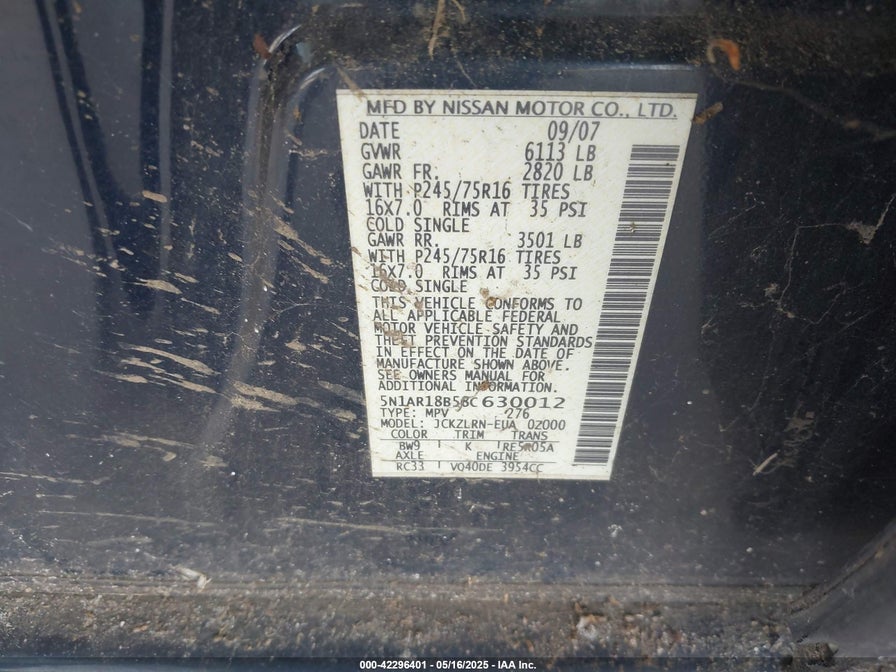 MFD BY NISSAN MOTOR CO., LTD.
DATE 09/07
GVWR 6113 LB
GAWR FR. 2820 LB
WITH P245/75R16 TIRES
16X7.0 RIMS AT 35 PSI
COLD SINGLE
GAWR RR. 3501 LB
WITH P245/75R16 TIRES
16X7.0 RIMS AT 35 PSI
COLD SINGLE
THIS VEHICLE CONFORMS TO
ALL APPLICABLE FEDERAL
MOTOR VEHICLE SAFETY AND
THEFT PREVENTION STANDARDS
IN EFFECT ON THE DATE OF
MANUFACTURE SHOWN ABOVE.
SEE OWNERS MANUAL FOR
ADDITIONAL INFORMATION.
5N1AR18B58C630012
TYPE: MPV 276
MODEL: JCKZLRN-EUA 0Z000
COLOR TRIM TRANS
BW9 K RE5R05A
AXLE ENGINE
RC33 VQ40DE 3954CC
000-42296401 - 05/16/2025 - IAA Inc.